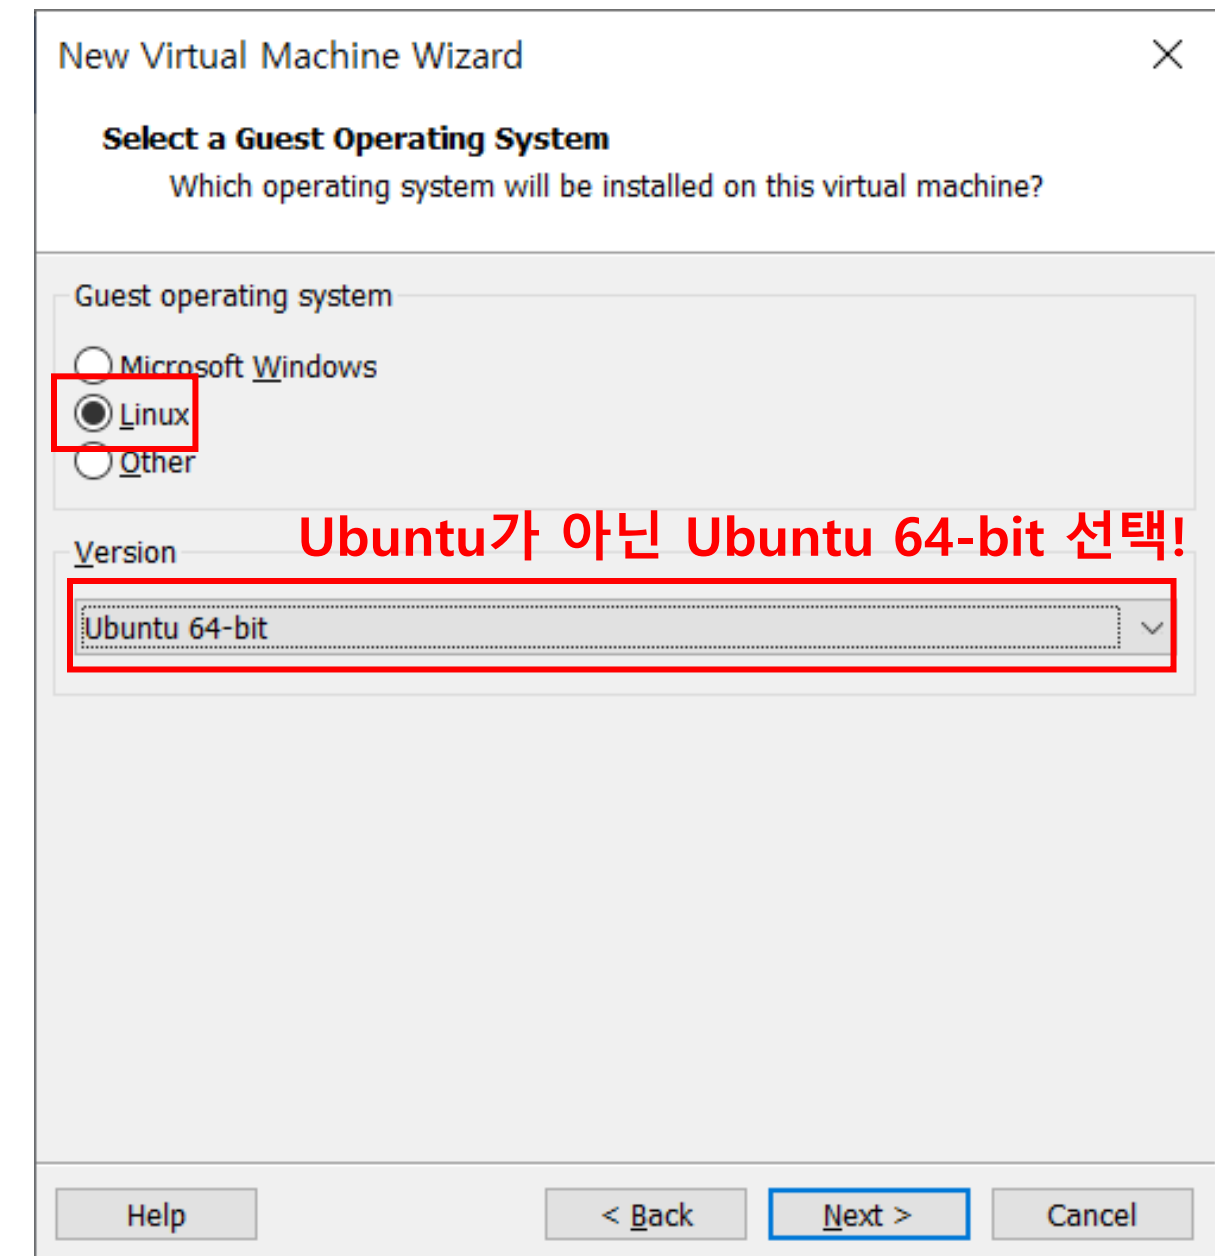 New Virtual Machine Wizard
Select a Guest Operating System
Which operating system will be installed on this virtual machine?
Guest operating system
Microsoft Windows
Linux
Other
Ubuntu가 아닌 Ubuntu 64-bit 선택!
Version
Ubuntu 64-bit
Help
< Back
Next >
Cancel